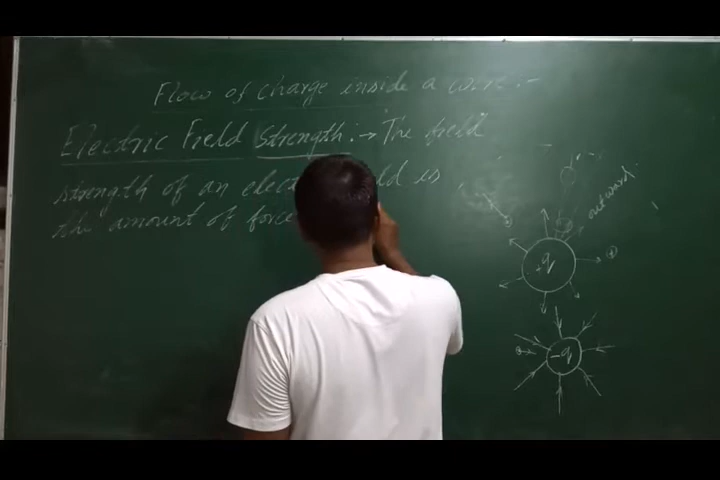 Flow of charge inside a wire :-
Electric Field Strength :→ The field
strength of an elect ld is
the amount of force
outward
+q
-q